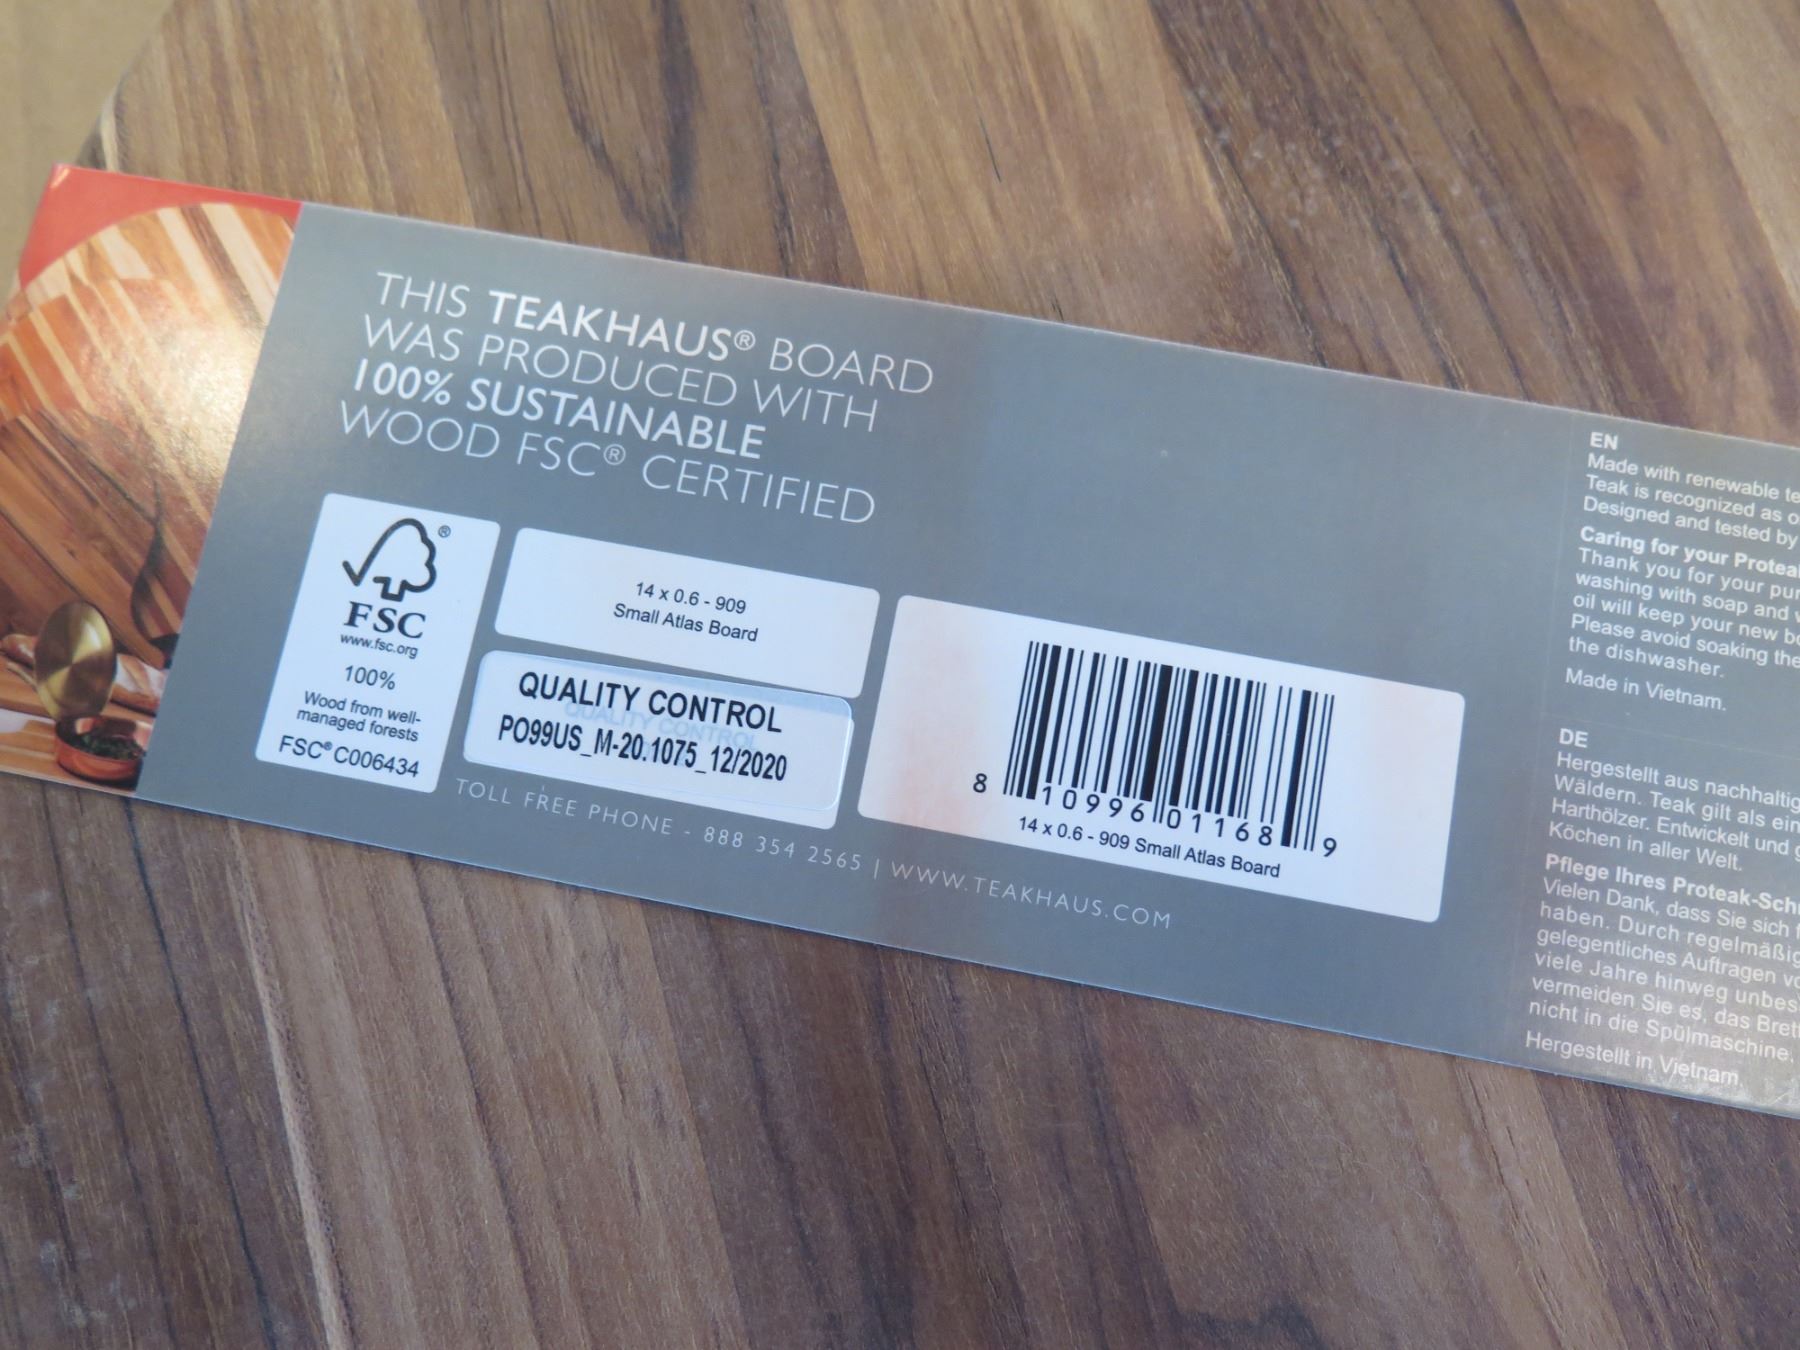 THIS TEAKHAUS® BOARD
WAS PRODUCED WITH
100% SUSTAINABLE
WOOD FSC® CERTIFIED
®
FSC
www.fsc.org
100%
Wood from well-
managed forests
FSC® C006434
14 x 0.6 - 909
Small Atlas Board
QUALITY CONTROL
PO99US_M-20.1075_12/2020
8 10996 01168 9
14 x 0.6 - 909 Small Atlas Board
TOLL FREE PHONE - 888 354 2565 | WWW.TEAKHAUS.COM
EN
Made with renewable
Teak is recognized as
Designed and tested by
Caring for your
Thank you for your
washing with soap and
oil will keep your new
Please avoid soaking the
the dishwasher.
Made in Vietnam.
DE
Hergestellt aus
Wäldern. Teak gilt als
Harthölzer. Entwickelt und
Köchen in aller Welt.
Pflege Ihres
Vielen Dank, dass Sie sich
haben. Durch
gelegentliches Auftragen
viele Jahre hinweg
vermeiden Sie es, das
nicht in die Spülmaschine.
Hergestellt in Vietnam.